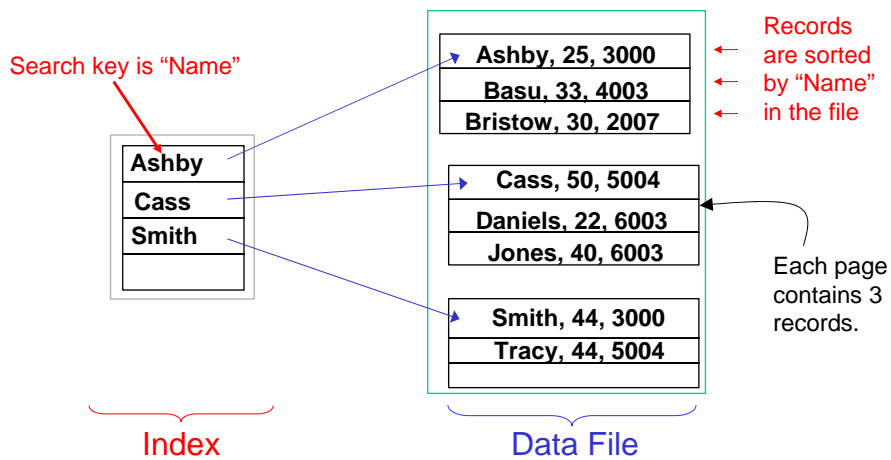 Search key is “Name”
Ashby
Cass
Smith
Index
Ashby, 25, 3000
Basu, 33, 4003
Bristow, 30, 2007
Cass, 50, 5004
Daniels, 22, 6003
Jones, 40, 6003
Smith, 44, 3000
Tracy, 44, 5004
Data File
Records
are sorted
by “Name”
in the file
Each page
contains 3
records.